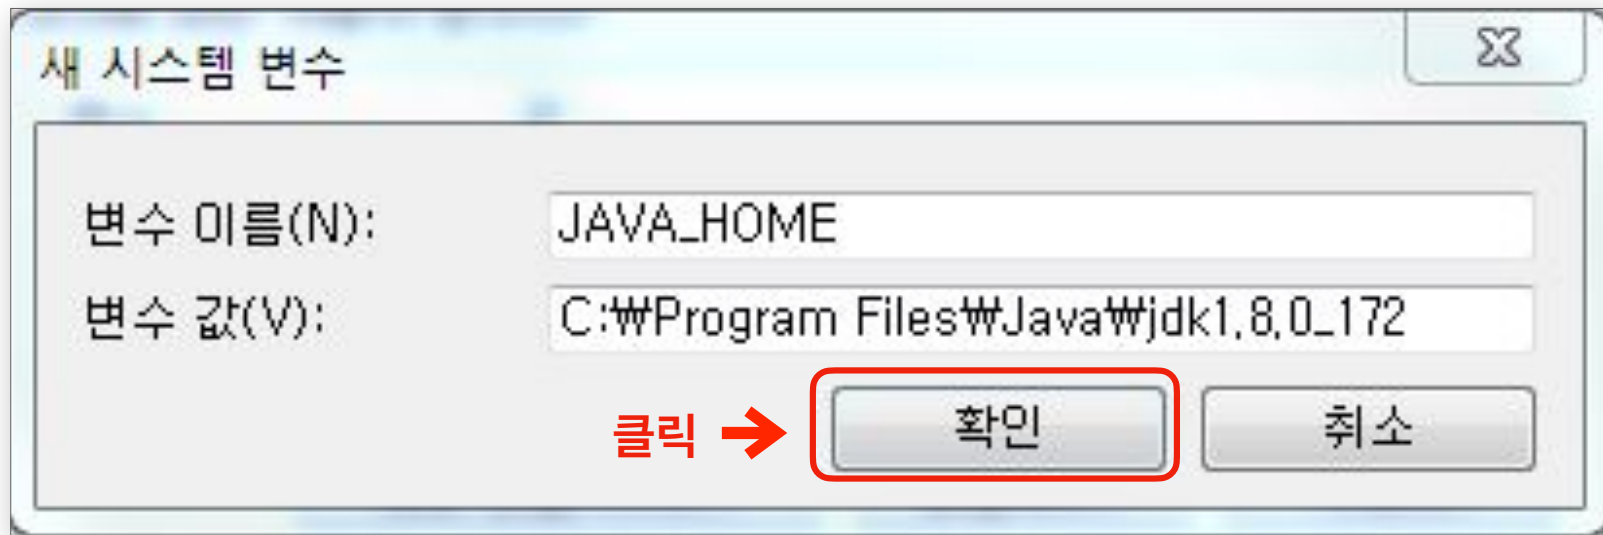 새 시스템 변수
변수 이름(N): JAVA_HOME
변수 값(V): C:₩Program Files₩Java₩jdk1.8.0_172
클릭 → 확인 취소